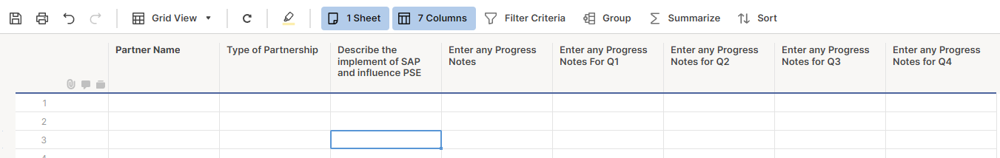 Grid View
1 Sheet
7 Columns
Filter Criteria
Group
Summarize
Sort
Partner Name
Type of Partnership
Describe the
implement of SAP
and influence PSE
Enter any Progress
Notes
Enter any Progress
Notes For Q1
Enter any Progress
Notes for Q2
Enter any Progress
Notes for Q3
Enter any Progress
Notes for Q4
1
2
3
4